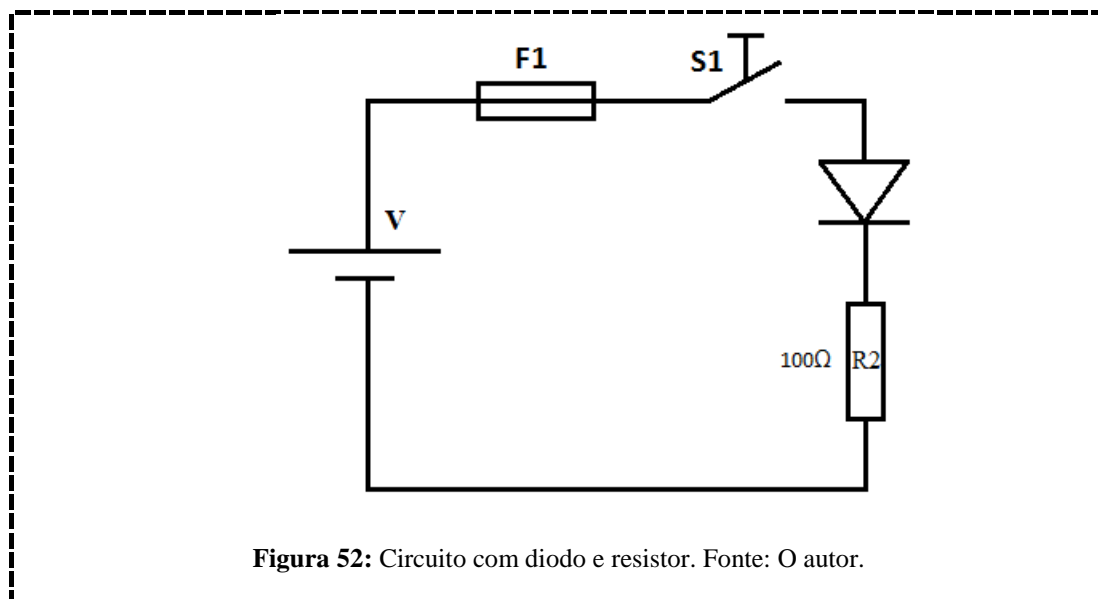 F1
S1
V
100Ω
R2
Figura 52: Circuito com diodo e resistor. Fonte: O autor.